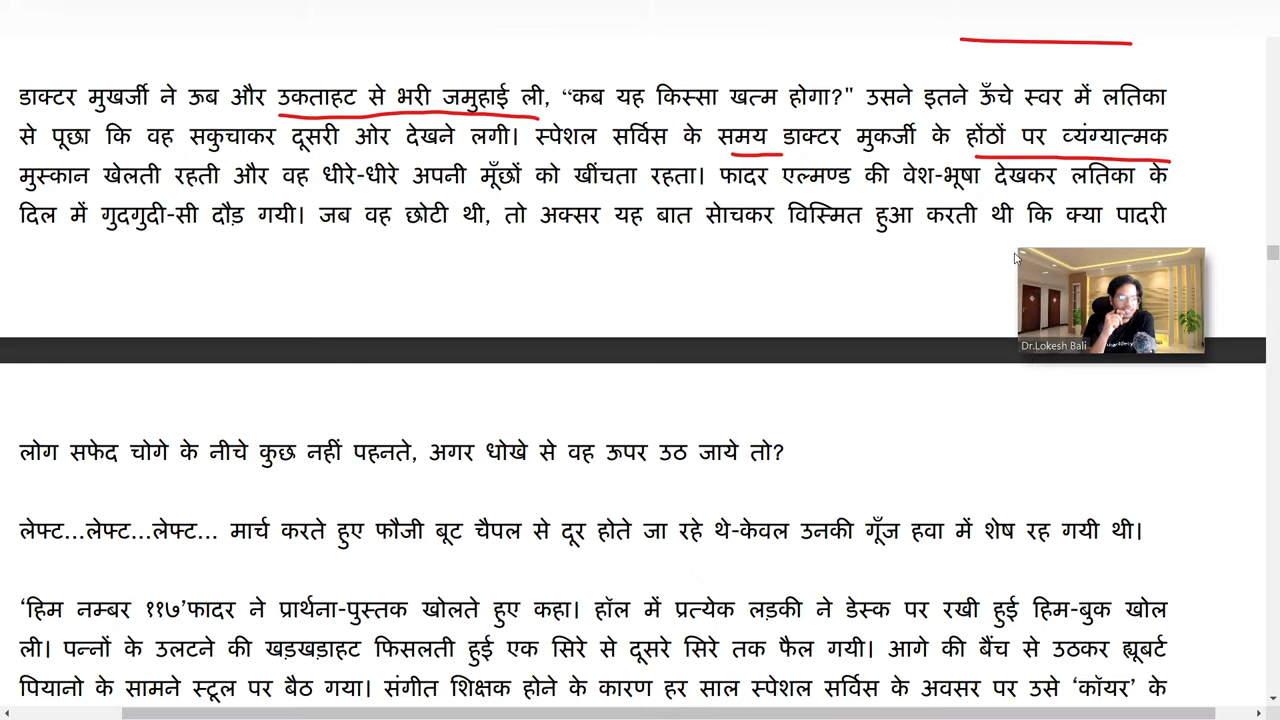 डाक्टर मुखर्जी ने ऊब और उकताहट से भरी जमुहाई ली, “कब यह किस्सा खत्म होगा?" उसने इतने ऊँचे स्वर में लतिका
से पूछा कि वह सकुचाकर दूसरी ओर देखने लगी। स्पेशल सर्विस के समय डाक्टर मुकर्जी के होंठों पर व्यंग्यात्मक
मुस्कान खेलती रहती और वह धीरे-धीरे अपनी मूँछों को खींचता रहता। फादर एल्मण्ड की वेश-भूषा देखकर लतिका के
दिल में गुदगुदी-सी दौड़ गयी। जब वह छोटी थी, तो अक्सर यह बात सेाचकर विस्मित हुआ करती थी कि क्या पादरी
Dr.Lokesh Bali
लोग सफेद चोगे के नीचे कुछ नहीं पहनते, अगर धोखे से वह ऊपर उठ जाये तो?
लेफ्ट...लेफ्ट...लेफ्ट... मार्च करते हुए फौजी बूट चैपल से दूर होते जा रहे थे-केवल उनकी गूँज हवा में शेष रह गयी थी।
‘हिम नम्बर ११७’फादर ने प्रार्थना-पुस्तक खोलते हुए कहा। हॉल में प्रत्येक लड़की ने डेस्क पर रखी हुई हिम-बुक खोल
ली। पन्नों के उलटने की खड़खड़ाहट फिसलती हुई एक सिरे से दूसरे सिरे तक फैल गयी। आगे की बैंच से उठकर ह्यूबर्ट
पियानो के सामने स्टूल पर बैठ गया। संगीत शिक्षक होने के कारण हर साल स्पेशल सर्विस के अवसर पर उसे ‘कॉयर’ के